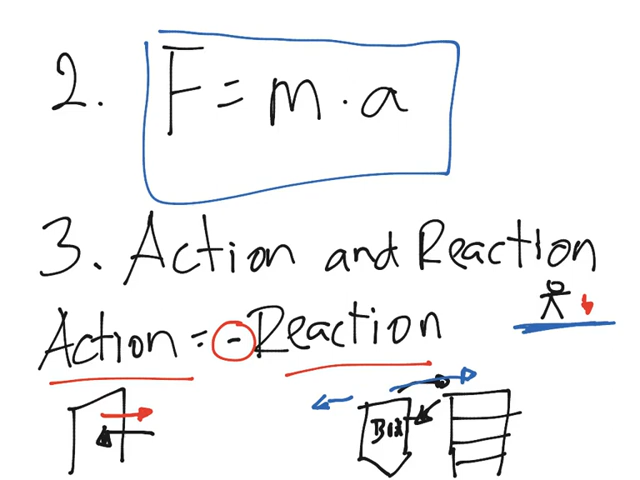 2. F = m · a
3. Action and Reaction
Action = - Reaction
Box